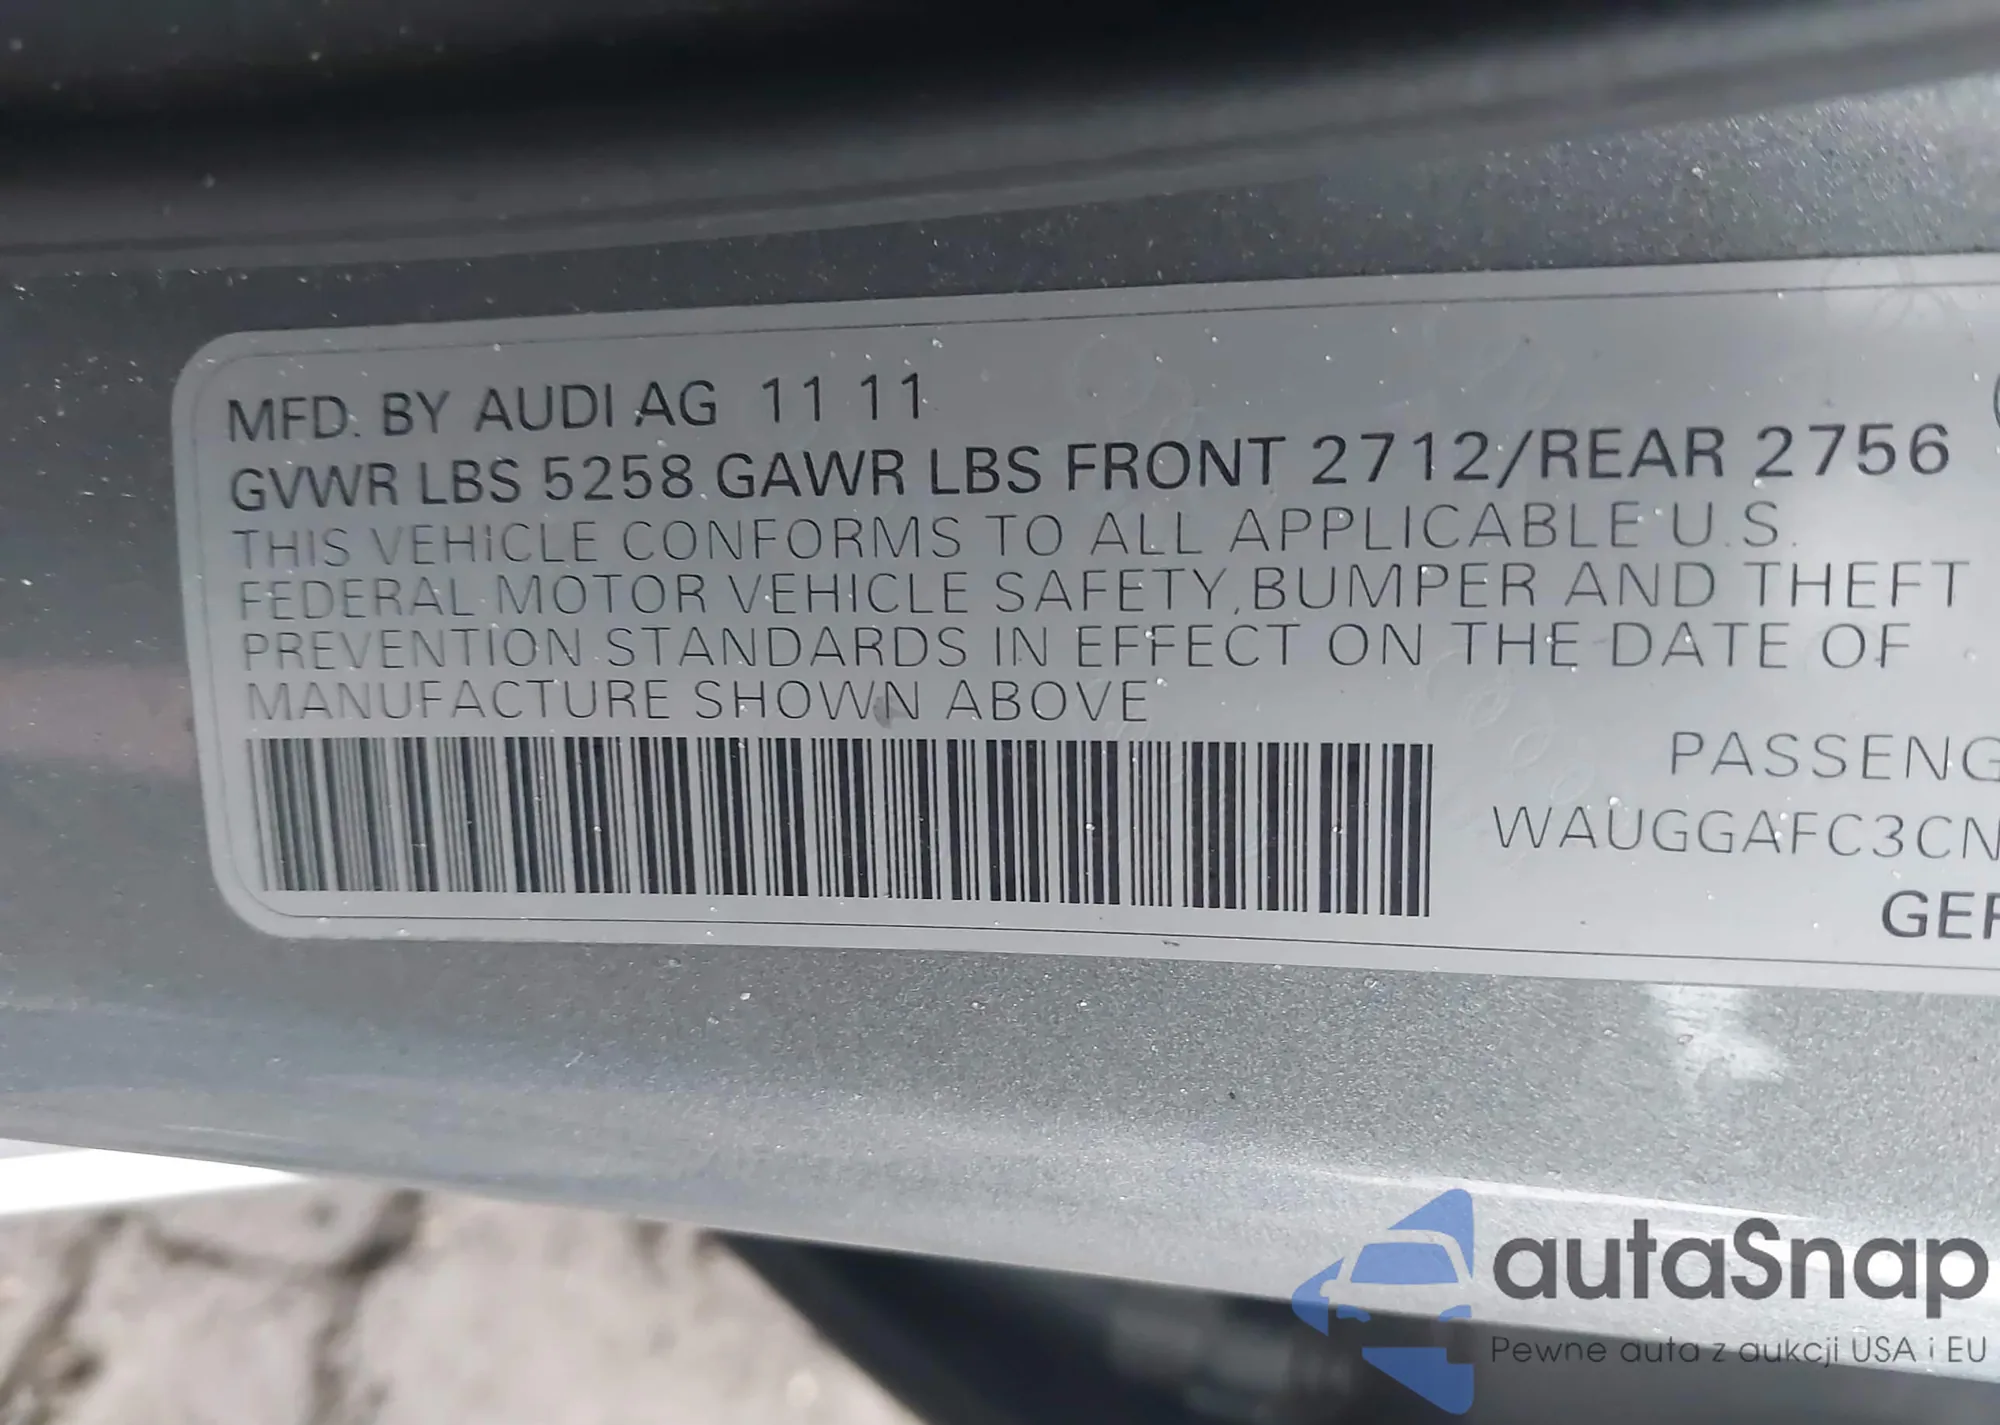 MFD. BY AUDI AG 11 11
GVWR LBS 5258 GAWR LBS FRONT 2712/REAR 2756
THIS VEHICLE CONFORMS TO ALL APPLICABLE U.S.
FEDERAL MOTOR VEHICLE SAFETY,BUMPER AND THEFT
PREVENTION STANDARDS IN EFFECT ON THE DATE OF
MANUFACTURE SHOWN ABOVE
PASSENG
WAUGGAFC3CN
GER
autaSnap
Pewne auta z aukcji USA i EU